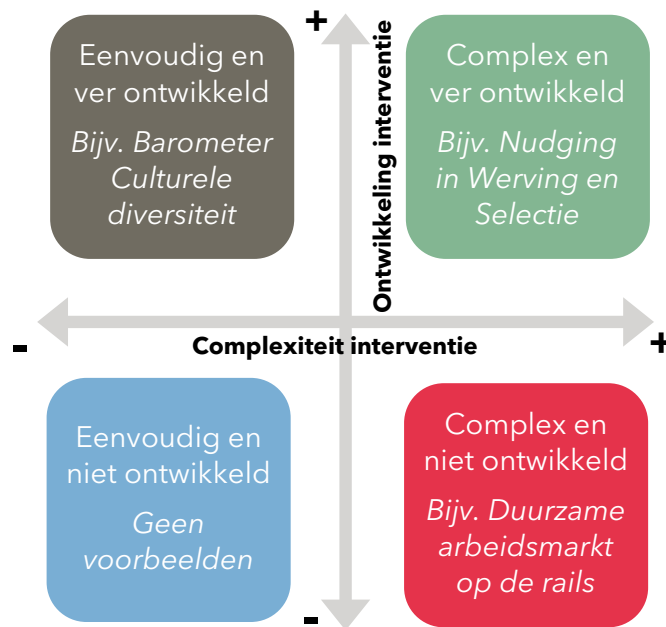 Eenvoudig en
ver ontwikkeld
Bijv. Barometer
Culturele
diversiteit
+
Ontwikkeling interventie
Complex en
ver ontwikkeld
Bijv. Nudging
in Werving en
Selectie
-
Complexiteit interventie
+
Eenvoudig en
niet ontwikkeld
Geen
voorbeelden
Complex en
niet ontwikkeld
Bijv. Duurzame
arbeidsmarkt
op de rails
-